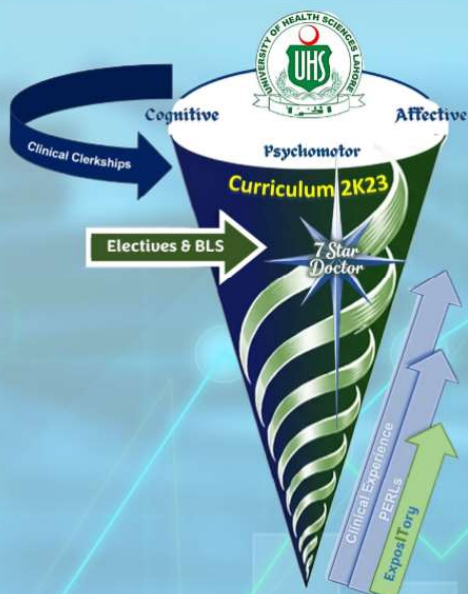 UNIVERSITY OF HEALTH SCIENCES LAHORE
UHS
اقرا
Cognitive
Affective
Psychomotor
Clinical Clerkships
Curriculum 2K23
Electives & BLS
7 Star
Doctor
Clinical Experience
PERLs
ExposITory